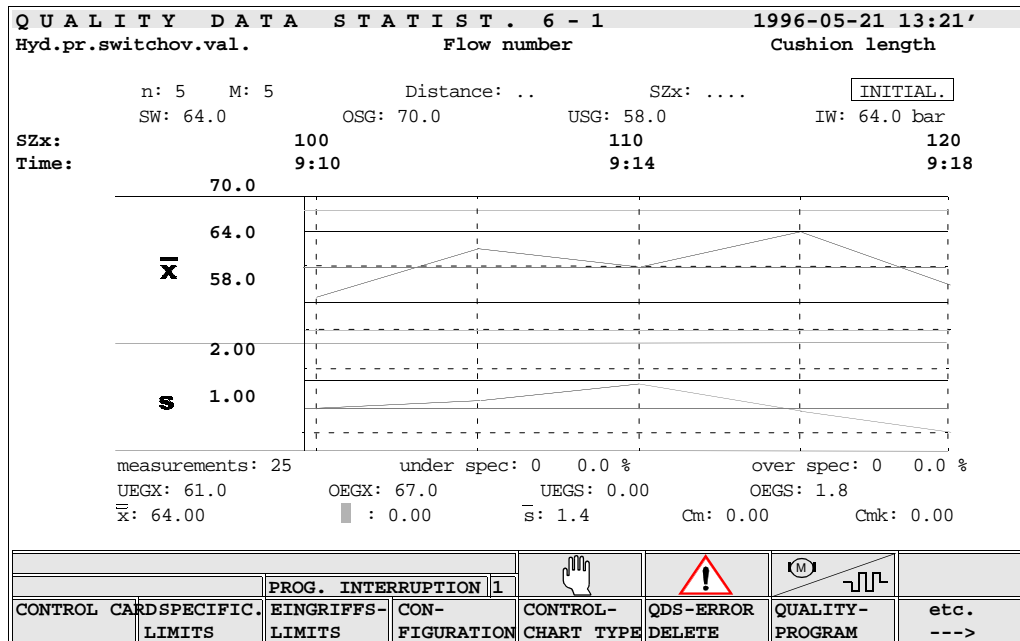 QUALITY DATA STATIST. 6-1 1996-05-21 13:21′
Hyd.pr.switchov.val. Flow number Cushion length
n: 5 M: 5 Distance: .. SZx: .... INITIAL.
SW: 64.0 OSG: 70.0 USG: 58.0 IW: 64.0 bar
SZx: 100 110 120
Time: 9:10 9:14 9:18
70.0
64.0
x̅
58.0
2.00
1.00
s
measurements: 25 under spec: 0 0.0 % over spec: 0 0.0 %
UEGX: 61.0 OEGX: 67.0 UEGS: 0.00 OEGS: 1.8
x̿: 64.00 : 0.00 s̅: 1.4 Cm: 0.00 Cmk: 0.00
M
PROG. INTERRUPTION 1
CONTROL CARDSPECIFIC. EINGRIFFS- CON- CONTROL- QDS-ERROR QUALITY- etc.
LIMITS LIMITS FIGURATION CHART TYPE DELETE PROGRAM --->